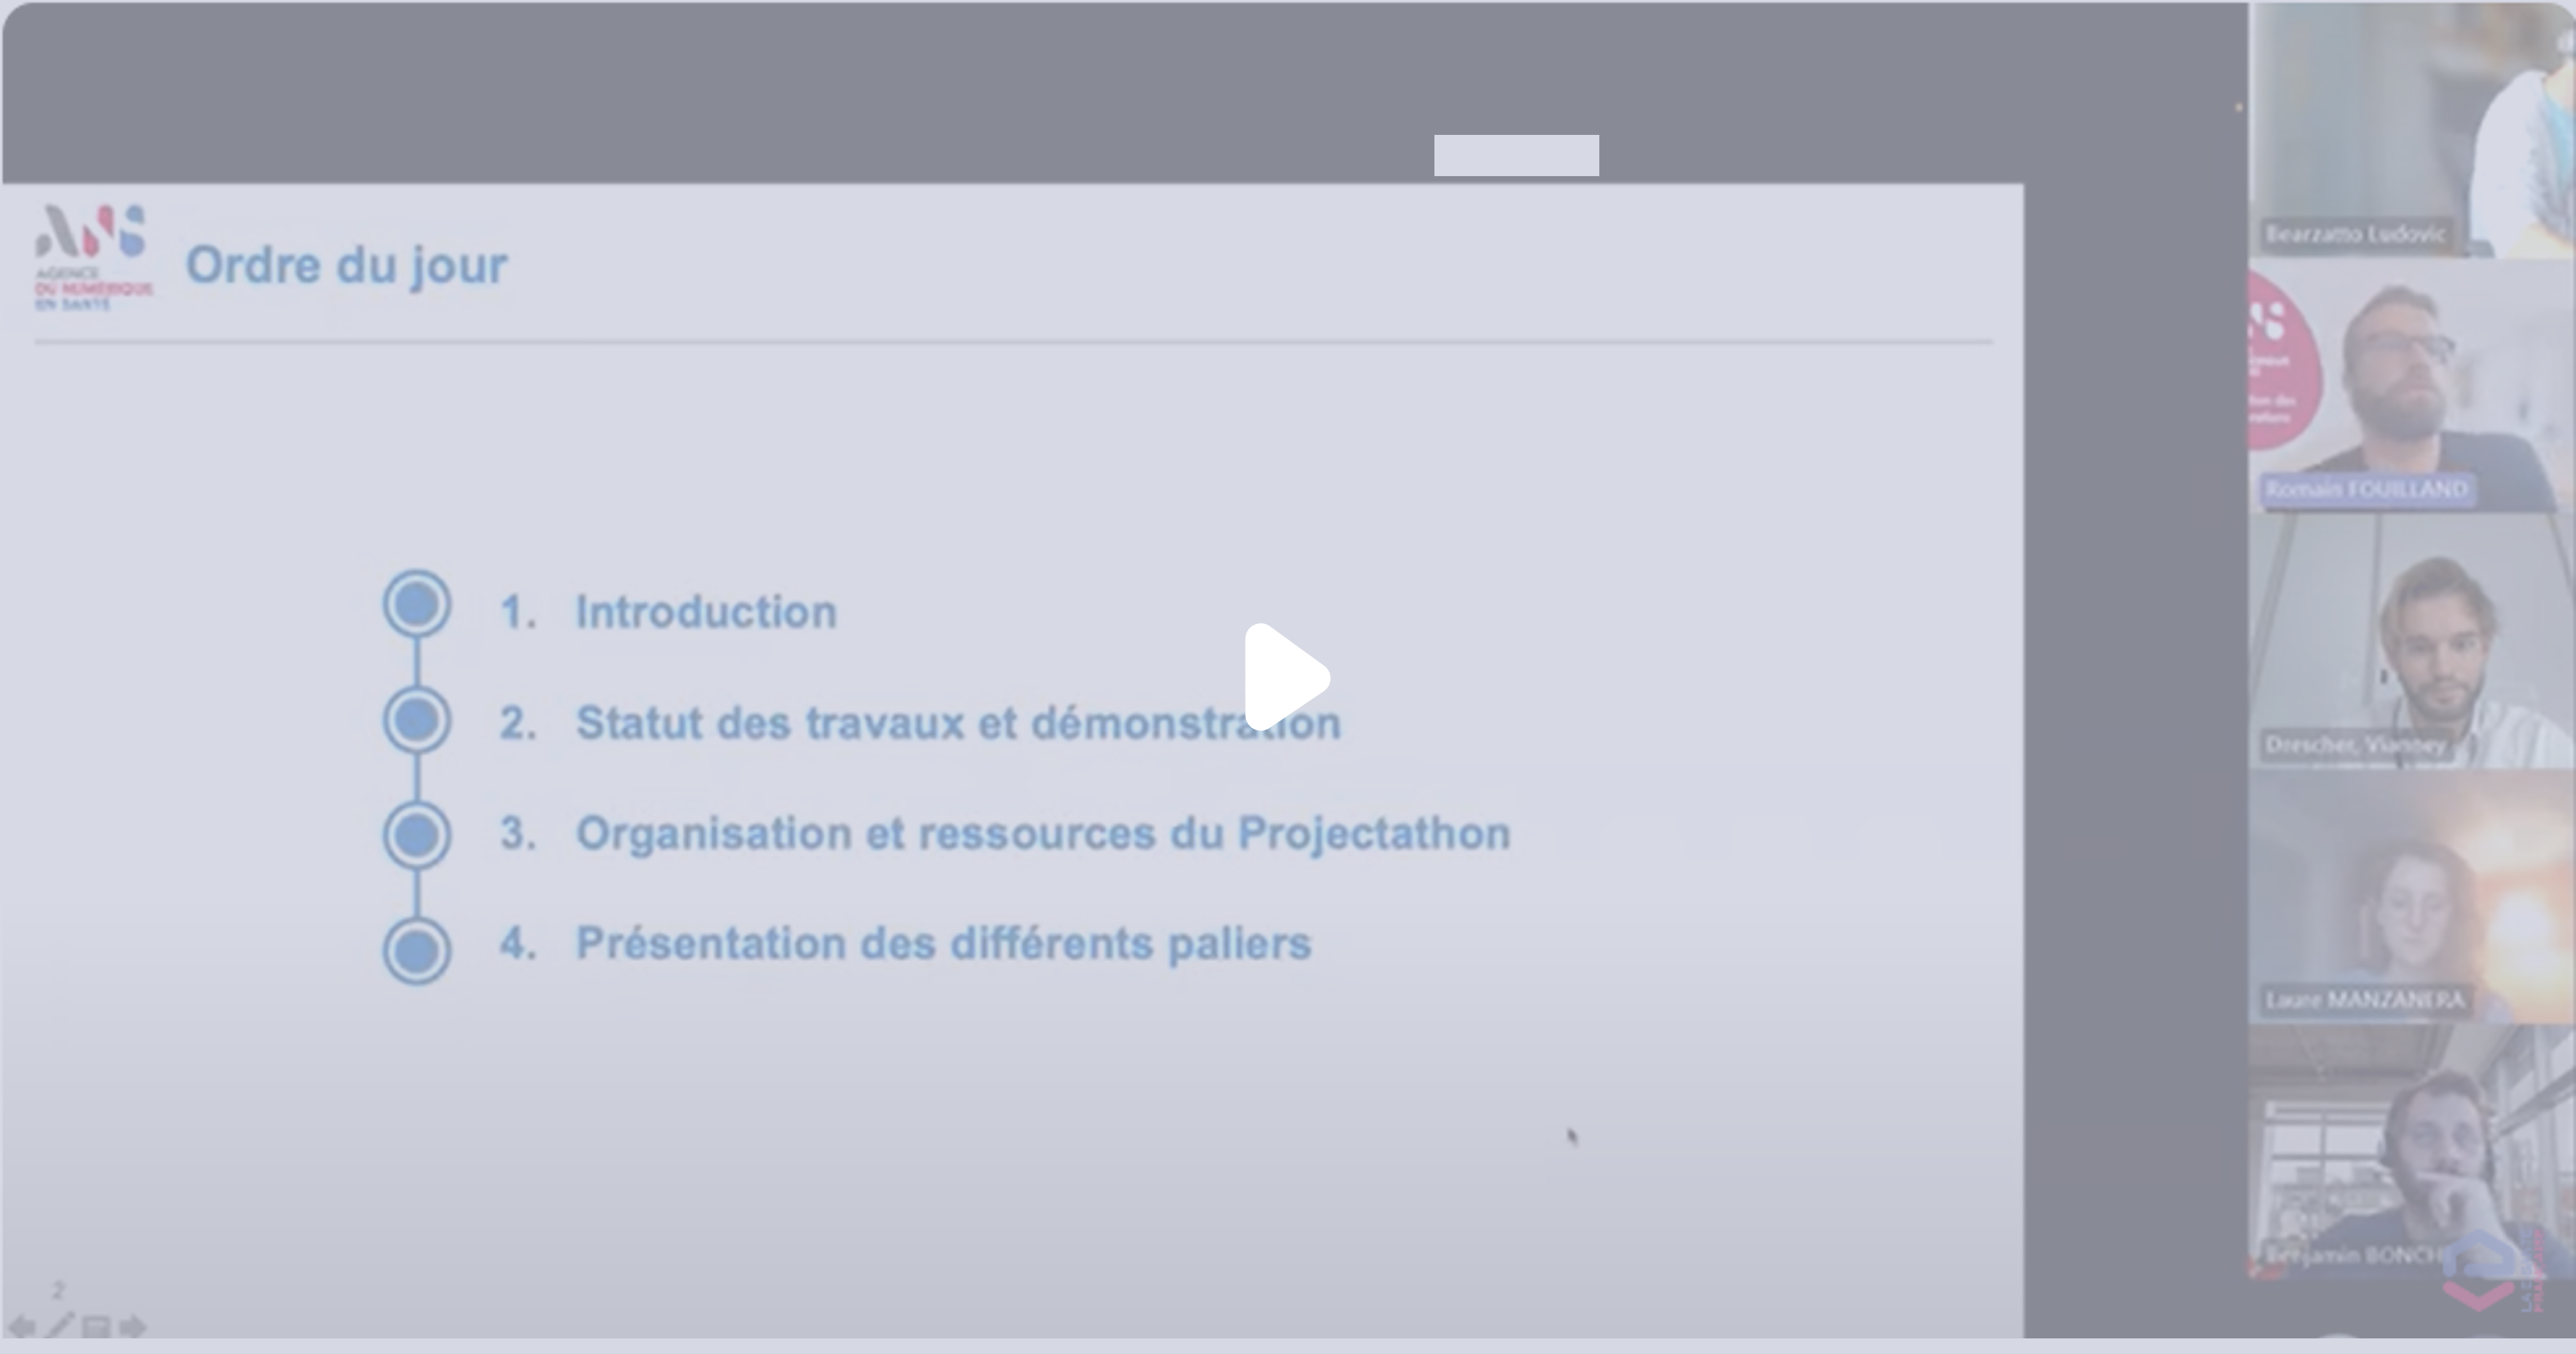 AGENCE
DU NUMÉRIQUE
EN SANTÉ
Ordre du jour
1. Introduction
2. Statut des travaux et démonstration
3. Organisation et ressources du Projectathon
4. Présentation des différents paliers
2
Bearzatto Ludovic
Romain FOUILLAND
Drescher, Vianney
Laure MANZANERA
Benjamin BONCH